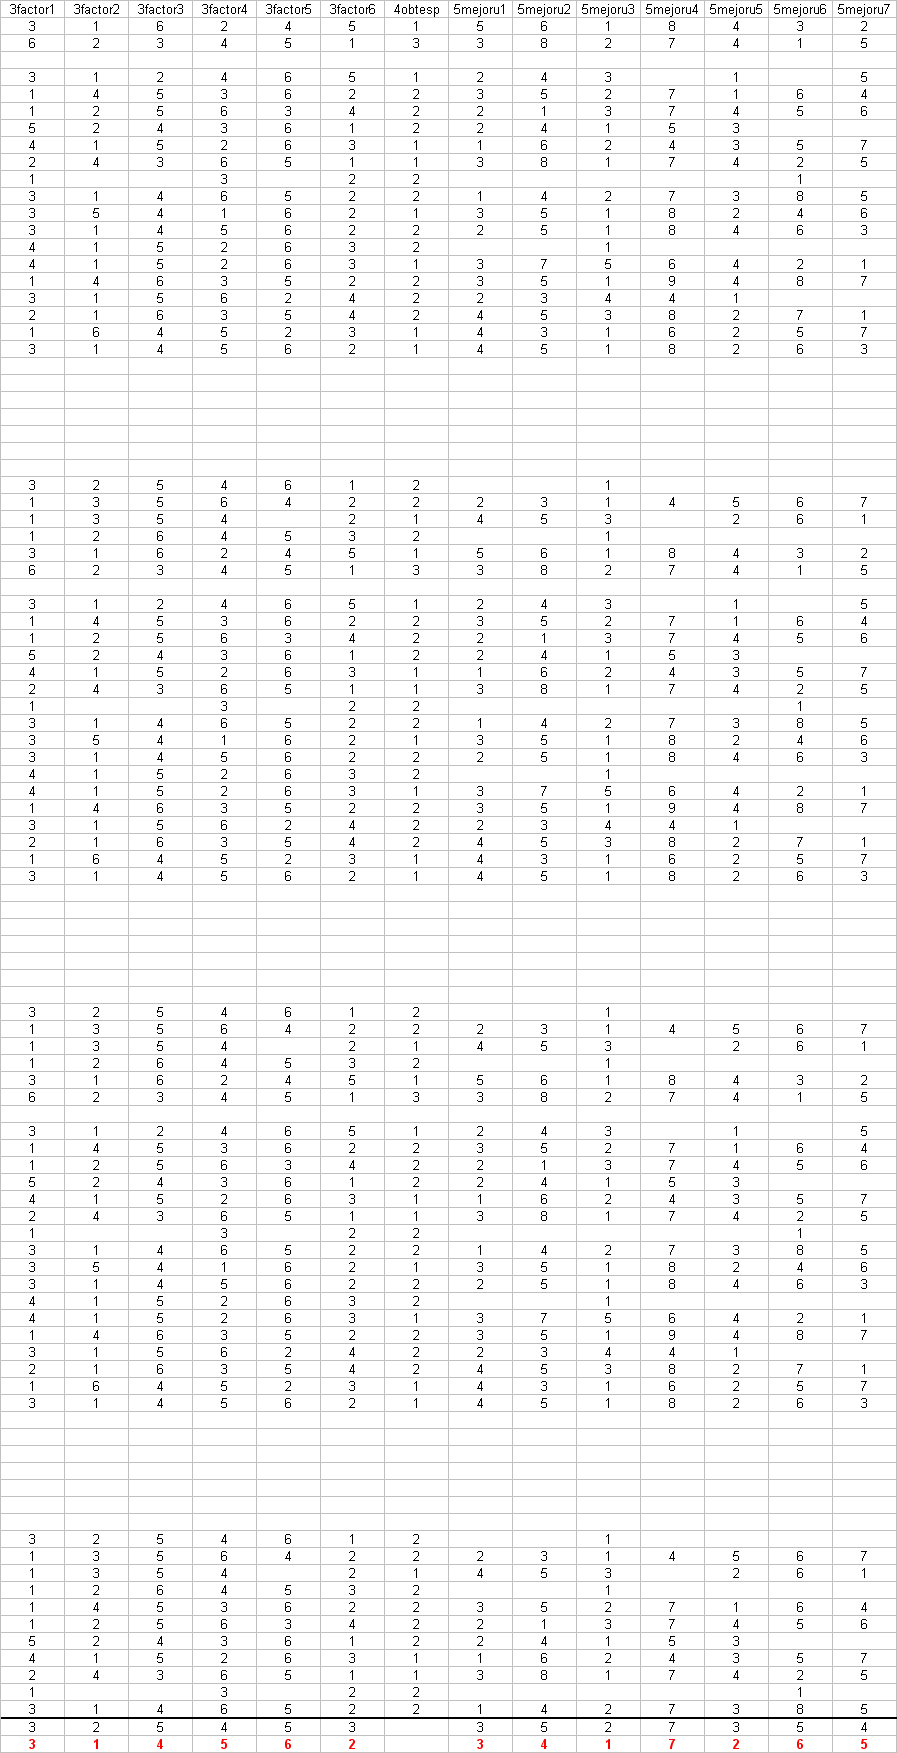 3factor1 3factor2 3factor3 3factor4 3factor5 3factor6 4obtesp 5mejoru1 5mejoru2 5mejoru3 5mejoru4 5mejoru5 5mejoru6 5mejoru7
3 1 6 2 4 5 1 5 6 1 8 4 3 2
6 2 3 4 5 1 3 3 8 2 7 4 1 5
3 1 2 4 6 5 1 2 4 3 1 5
1 4 5 3 6 2 2 3 5 2 7 1 6 4
1 2 5 6 3 4 2 2 1 3 7 4 5 6
5 2 4 3 6 1 2 2 4 1 5 3
4 1 5 2 6 3 1 1 6 2 4 3 5 7
2 4 3 6 5 1 1 3 8 1 7 4 2 5
1 3 2 2 1
3 1 4 6 5 2 2 1 4 2 7 3 8 5
3 5 4 1 6 2 1 3 5 1 8 2 4 6
3 1 4 5 6 2 2 2 5 1 8 4 6 3
4 1 5 2 6 3 2 1
4 1 5 2 6 3 1 3 7 5 6 4 2 1
1 4 6 3 5 2 2 3 5 1 9 4 8 7
3 1 5 6 2 4 2 2 3 4 4 1
2 1 6 3 5 4 2 4 5 3 8 2 7 1
1 6 4 5 2 3 1 4 3 1 6 2 5 7
3 1 4 5 6 2 1 4 5 1 8 2 6 3
3 2 5 4 6 1 2 1
1 3 5 6 4 2 2 2 3 1 4 5 6 7
1 3 5 4 2 1 4 5 3 2 6 1
1 2 6 4 5 3 2 1
3 1 6 2 4 5 1 5 6 1 8 4 3 2
6 2 3 4 5 1 3 3 8 2 7 4 1 5
3 1 2 4 6 5 1 2 4 3 1 5
1 4 5 3 6 2 2 3 5 2 7 1 6 4
1 2 5 6 3 4 2 2 1 3 7 4 5 6
5 2 4 3 6 1 2 2 4 1 5 3
4 1 5 2 6 3 1 1 6 2 4 3 5 7
2 4 3 6 5 1 1 3 8 1 7 4 2 5
1 3 2 2 1
3 1 4 6 5 2 2 1 4 2 7 3 8 5
3 5 4 1 6 2 1 3 5 1 8 2 4 6
3 1 4 5 6 2 2 2 5 1 8 4 6 3
4 1 5 2 6 3 2 1
4 1 5 2 6 3 1 3 7 5 6 4 2 1
1 4 6 3 5 2 2 3 5 1 9 4 8 7
3 1 5 6 2 4 2 2 3 4 4 1
2 1 6 3 5 4 2 4 5 3 8 2 7 1
1 6 4 5 2 3 1 4 3 1 6 2 5 7
3 1 4 5 6 2 1 4 5 1 8 2 6 3
3 2 5 4 6 1 2 1
1 3 5 6 4 2 2 2 3 1 4 5 6 7
1 3 5 4 2 1 4 5 3 2 6 1
1 2 6 4 5 3 2 1
3 1 6 2 4 5 1 5 6 1 8 4 3 2
6 2 3 4 5 1 3 3 8 2 7 4 1 5
3 1 2 4 6 5 1 2 4 3 1 5
1 4 5 3 6 2 2 3 5 2 7 1 6 4
1 2 5 6 3 4 2 2 1 3 7 4 5 6
5 2 4 3 6 1 2 2 4 1 5 3
4 1 5 2 6 3 1 1 6 2 4 3 5 7
2 4 3 6 5 1 1 3 8 1 7 4 2 5
1 3 2 2 1
3 1 4 6 5 2 2 1 4 2 7 3 8 5
3 5 4 1 6 2 1 3 5 1 8 2 4 6
3 1 4 5 6 2 2 2 5 1 8 4 6 3
4 1 5 2 6 3 2 1
4 1 5 2 6 3 1 3 7 5 6 4 2 1
1 4 6 3 5 2 2 3 5 1 9 4 8 7
3 1 5 6 2 4 2 2 3 4 4 1
2 1 6 3 5 4 2 4 5 3 8 2 7 1
1 6 4 5 2 3 1 4 3 1 6 2 5 7
3 1 4 5 6 2 1 4 5 1 8 2 6 3
3 2 5 4 6 1 2 1
1 3 5 6 4 2 2 2 3 1 4 5 6 7
1 3 5 4 2 1 4 5 3 2 6 1
1 2 6 4 5 3 2 1
1 4 5 3 6 2 2 3 5 2 7 1 6 4
1 2 5 6 3 4 2 2 1 3 7 4 5 6
5 2 4 3 6 1 2 2 4 1 5 3
4 1 5 2 6 3 1 1 6 2 4 3 5 7
2 4 3 6 5 1 1 3 8 1 7 4 2 5
1 3 2 2 1
3 1 4 6 5 2 2 1 4 2 7 3 8 5
3 2 5 4 5 3 3 5 2 7 3 5 4
3 1 4 5 6 2 3 4 1 7 2 6 5